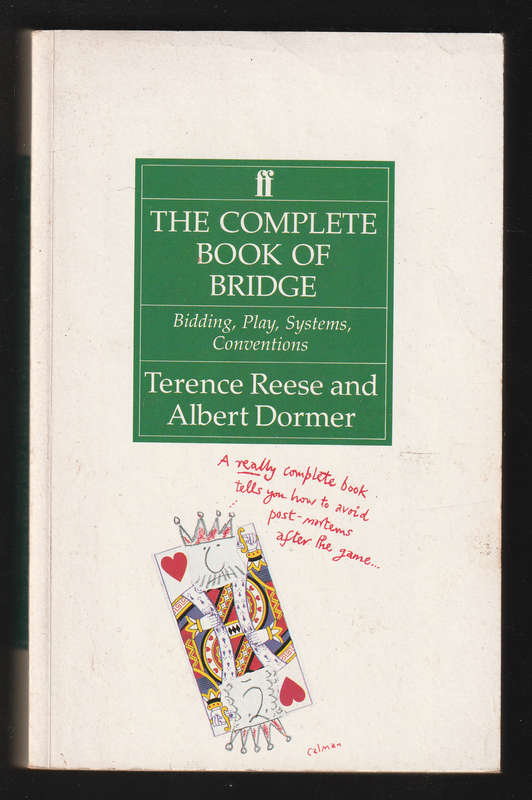 ff
THE COMPLETE
BOOK OF
BRIDGE
Bidding, Play, Systems,
Conventions
Terence Reese and
Albert Dormer
A really complete book
tells you how to avoid
post-mortems
after the game...
calman